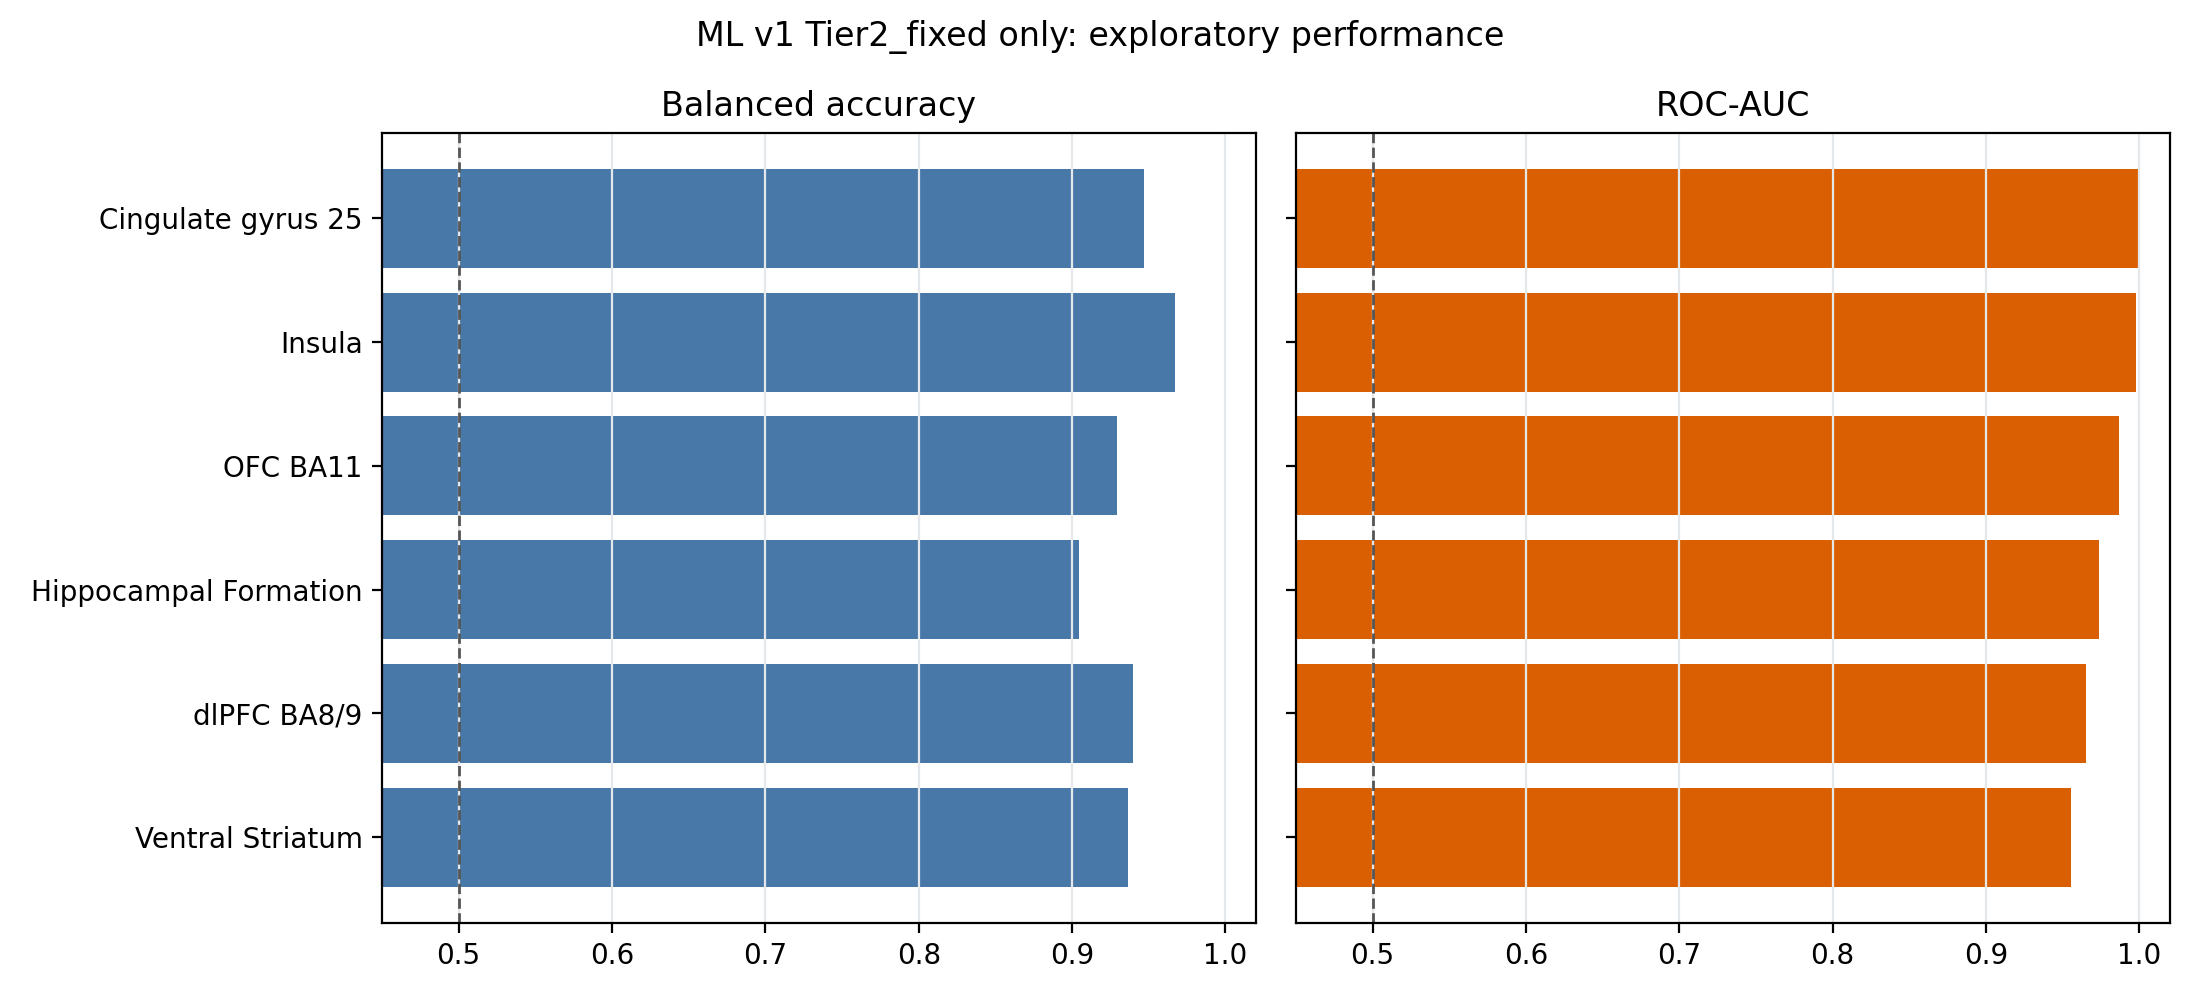 ML v1 Tier2_fixed only: exploratory performance
Balanced accuracy
ROC-AUC
Cingulate gyrus 25
Insula
OFC BA11
Hippocampal Formation
dlPFC BA8/9
Ventral Striatum
0.5 0.6 0.7 0.8 0.9 1.0
0.5 0.6 0.7 0.8 0.9 1.0